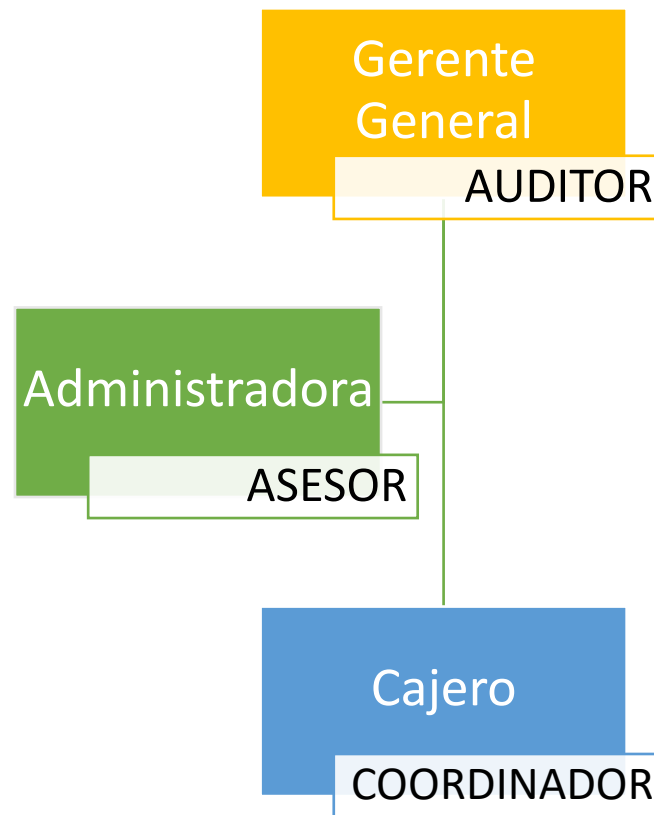 Gerente
General
AUDITOR
Administradora
ASESOR
Cajero
COORDINADOR